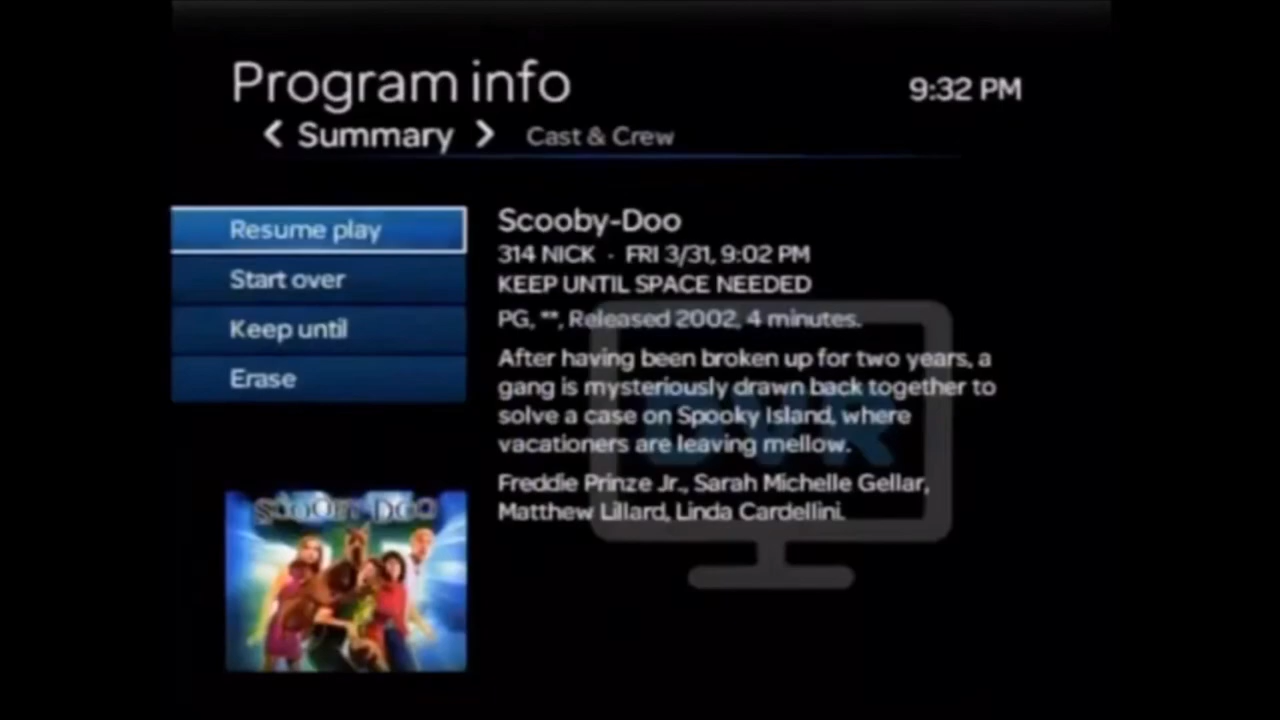 Program info
9:32 PM
< Summary > Cast & Crew
Resume play
Start over
Keep until
Erase
Scooby-Doo
314 NICK · FRI 3/31, 9:02 PM
KEEP UNTIL SPACE NEEDED
PG, **, Released 2002, 4 minutes.
After having been broken up for two years, a
gang is mysteriously drawn back together to
solve a case on Spooky Island, where
vacationers are leaving mellow.
Freddie Prinze Jr., Sarah Michelle Gellar,
Matthew Lillard, Linda Cardellini.
DVR
SCOOBY-DOO